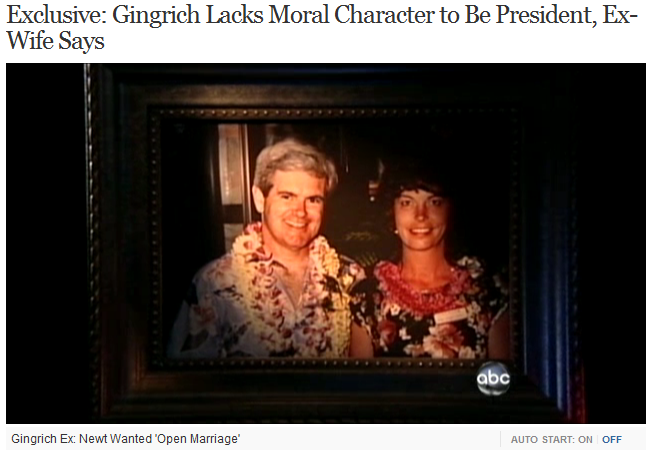 Exclusive: Gingrich Lacks Moral Character to Be President, Ex-
Wife Says
abc
Gingrich Ex: Newt Wanted 'Open Marriage'
AUTO START: ON | OFF